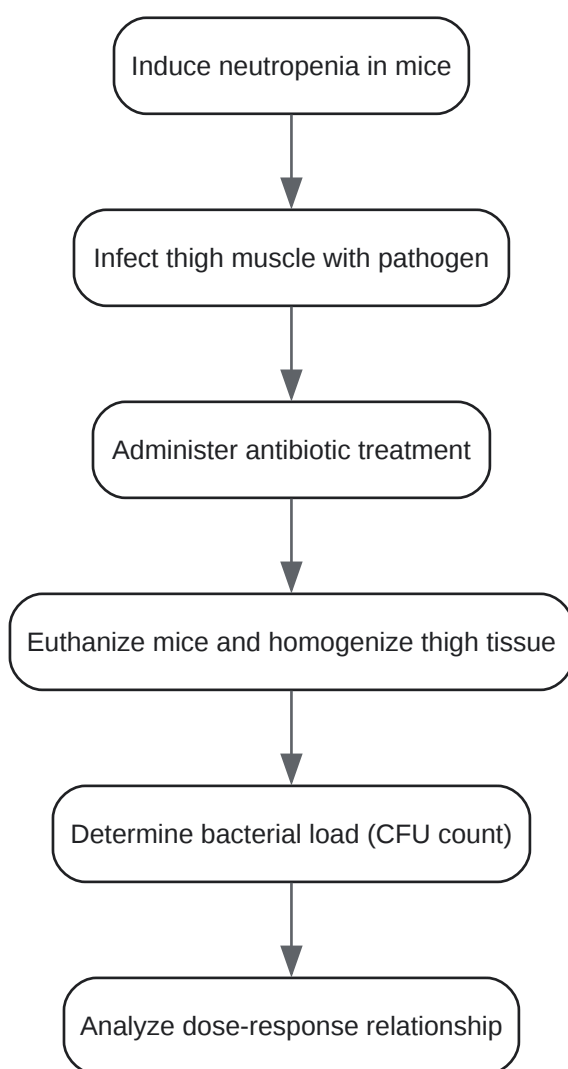 Induce neutropenia in mice
Infect thigh muscle with pathogen
Administer antibiotic treatment
Euthanize mice and homogenize thigh tissue
Determine bacterial load (CFU count)
Analyze dose-response relationship